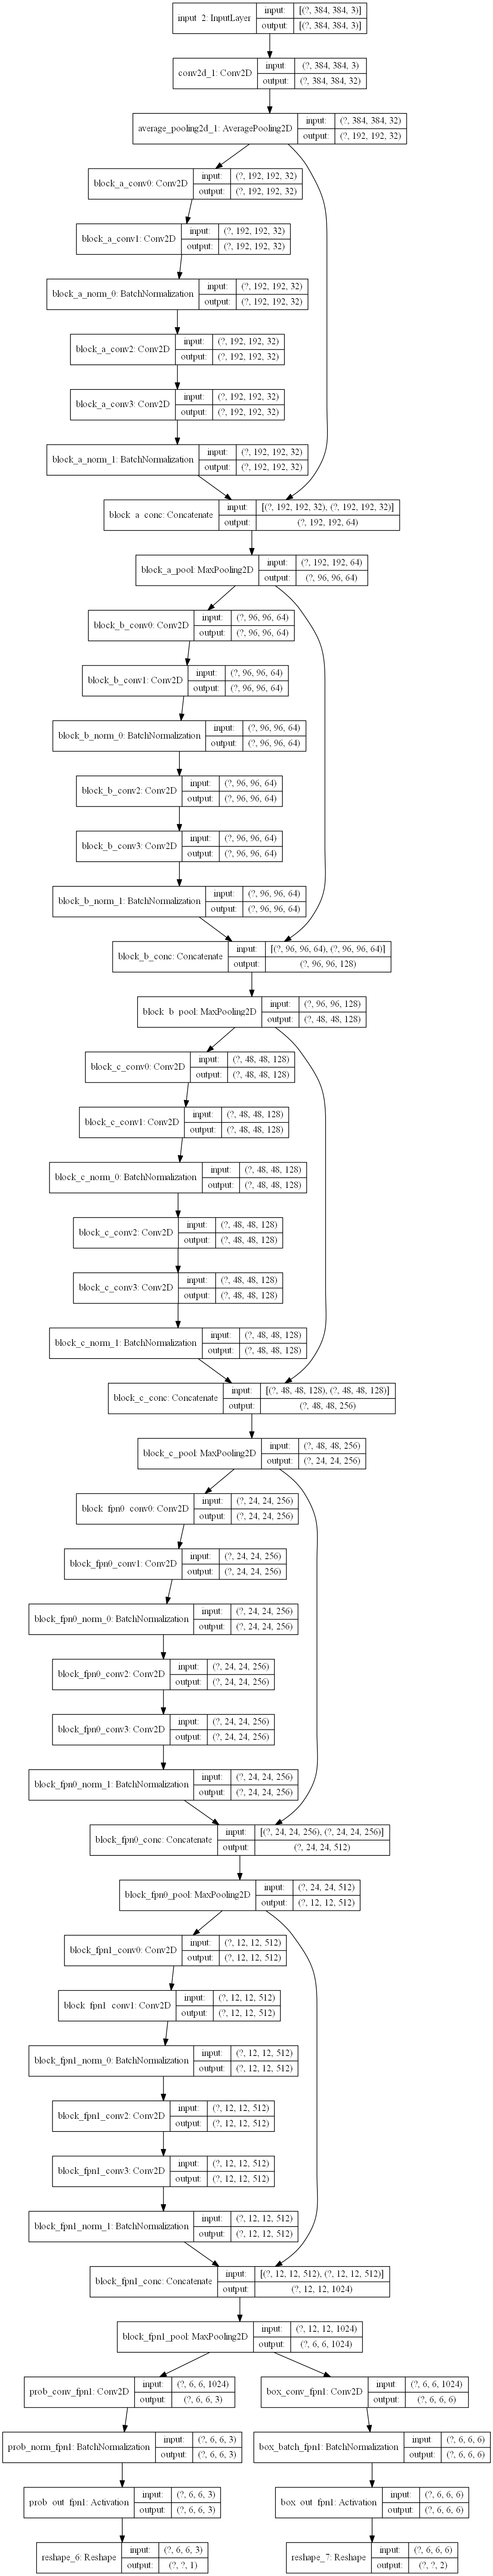 input_2: InputLayer
input: [(?, 384, 384, 3)]
output: [(?, 384, 384, 3)]
conv2d_1: Conv2D
input: (?, 384, 384, 3)
output: (?, 384, 384, 32)
average_pooling2d_1: AveragePooling2D
input: (?, 384, 384, 32)
output: (?, 192, 192, 32)
block_a_conv0: Conv2D
input: (?, 192, 192, 32)
output: (?, 192, 192, 32)
block_a_conv1: Conv2D
input: (?, 192, 192, 32)
output: (?, 192, 192, 32)
block_a_norm_0: BatchNormalization
input: (?, 192, 192, 32)
output: (?, 192, 192, 32)
block_a_conv2: Conv2D
input: (?, 192, 192, 32)
output: (?, 192, 192, 32)
block_a_conv3: Conv2D
input: (?, 192, 192, 32)
output: (?, 192, 192, 32)
block_a_norm_1: BatchNormalization
input: (?, 192, 192, 32)
output: (?, 192, 192, 32)
block_a_conc: Concatenate
input: [(?, 192, 192, 32), (?, 192, 192, 32)]
output: (?, 192, 192, 64)
block_a_pool: MaxPooling2D
input: (?, 192, 192, 64)
output: (?, 96, 96, 64)
block_b_conv0: Conv2D
input: (?, 96, 96, 64)
output: (?, 96, 96, 64)
block_b_conv1: Conv2D
input: (?, 96, 96, 64)
output: (?, 96, 96, 64)
block_b_norm_0: BatchNormalization
input: (?, 96, 96, 64)
output: (?, 96, 96, 64)
block_b_conv2: Conv2D
input: (?, 96, 96, 64)
output: (?, 96, 96, 64)
block_b_conv3: Conv2D
input: (?, 96, 96, 64)
output: (?, 96, 96, 64)
block_b_norm_1: BatchNormalization
input: (?, 96, 96, 64)
output: (?, 96, 96, 64)
block_b_conc: Concatenate
input: [(?, 96, 96, 64), (?, 96, 96, 64)]
output: (?, 96, 96, 128)
block_b_pool: MaxPooling2D
input: (?, 96, 96, 128)
output: (?, 48, 48, 128)
block_c_conv0: Conv2D
input: (?, 48, 48, 128)
output: (?, 48, 48, 128)
block_c_conv1: Conv2D
input: (?, 48, 48, 128)
output: (?, 48, 48, 128)
block_c_norm_0: BatchNormalization
input: (?, 48, 48, 128)
output: (?, 48, 48, 128)
block_c_conv2: Conv2D
input: (?, 48, 48, 128)
output: (?, 48, 48, 128)
block_c_conv3: Conv2D
input: (?, 48, 48, 128)
output: (?, 48, 48, 128)
block_c_norm_1: BatchNormalization
input: (?, 48, 48, 128)
output: (?, 48, 48, 128)
block_c_conc: Concatenate
input: [(?, 48, 48, 128), (?, 48, 48, 128)]
output: (?, 48, 48, 256)
block_c_pool: MaxPooling2D
input: (?, 48, 48, 256)
output: (?, 24, 24, 256)
block_fpn0_conv0: Conv2D
input: (?, 24, 24, 256)
output: (?, 24, 24, 256)
block_fpn0_conv1: Conv2D
input: (?, 24, 24, 256)
output: (?, 24, 24, 256)
block_fpn0_norm_0: BatchNormalization
input: (?, 24, 24, 256)
output: (?, 24, 24, 256)
block_fpn0_conv2: Conv2D
input: (?, 24, 24, 256)
output: (?, 24, 24, 256)
block_fpn0_conv3: Conv2D
input: (?, 24, 24, 256)
output: (?, 24, 24, 256)
block_fpn0_norm_1: BatchNormalization
input: (?, 24, 24, 256)
output: (?, 24, 24, 256)
block_fpn0_conc: Concatenate
input: [(?, 24, 24, 256), (?, 24, 24, 256)]
output: (?, 24, 24, 512)
block_fpn0_pool: MaxPooling2D
input: (?, 24, 24, 512)
output: (?, 12, 12, 512)
block_fpn1_conv0: Conv2D
input: (?, 12, 12, 512)
output: (?, 12, 12, 512)
block_fpn1_conv1: Conv2D
input: (?, 12, 12, 512)
output: (?, 12, 12, 512)
block_fpn1_norm_0: BatchNormalization
input: (?, 12, 12, 512)
output: (?, 12, 12, 512)
block_fpn1_conv2: Conv2D
input: (?, 12, 12, 512)
output: (?, 12, 12, 512)
block_fpn1_conv3: Conv2D
input: (?, 12, 12, 512)
output: (?, 12, 12, 512)
block_fpn1_norm_1: BatchNormalization
input: (?, 12, 12, 512)
output: (?, 12, 12, 512)
block_fpn1_conc: Concatenate
input: [(?, 12, 12, 512), (?, 12, 12, 512)]
output: (?, 12, 12, 1024)
block_fpn1_pool: MaxPooling2D
input: (?, 12, 12, 1024)
output: (?, 6, 6, 1024)
prob_conv_fpn1: Conv2D
input: (?, 6, 6, 1024)
output: (?, 6, 6, 3)
box_conv_fpn1: Conv2D
input: (?, 6, 6, 1024)
output: (?, 6, 6, 6)
prob_norm_fpn1: BatchNormalization
input: (?, 6, 6, 3)
output: (?, 6, 6, 3)
box_batch_fpn1: BatchNormalization
input: (?, 6, 6, 6)
output: (?, 6, 6, 6)
prob_out_fpn1: Activation
input: (?, 6, 6, 3)
output: (?, 6, 6, 3)
box_out_fpn1: Activation
input: (?, 6, 6, 6)
output: (?, 6, 6, 6)
reshape_6: Reshape
input: (?, 6, 6, 3)
output: (?, ?, 1)
reshape_7: Reshape
input: (?, 6, 6, 6)
output: (?, ?, 2)